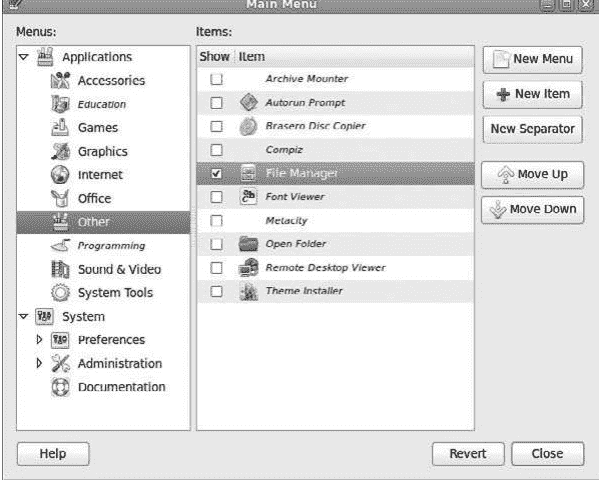 Main Menu
Menus:
Applications
Accessories
Education
Games
Graphics
Internet
Office
Other
Programming
Sound & Video
System Tools
System
Preferences
Administration
Documentation
Items:
Show Item
Archive Mounter
Autorun Prompt
Brasero Disc Copier
Compiz
File Manager
Font Viewer
Metacity
Open Folder
Remote Desktop Viewer
Theme Installer
New Menu
New Item
New Separator
Move Up
Move Down
Help
Revert
Close